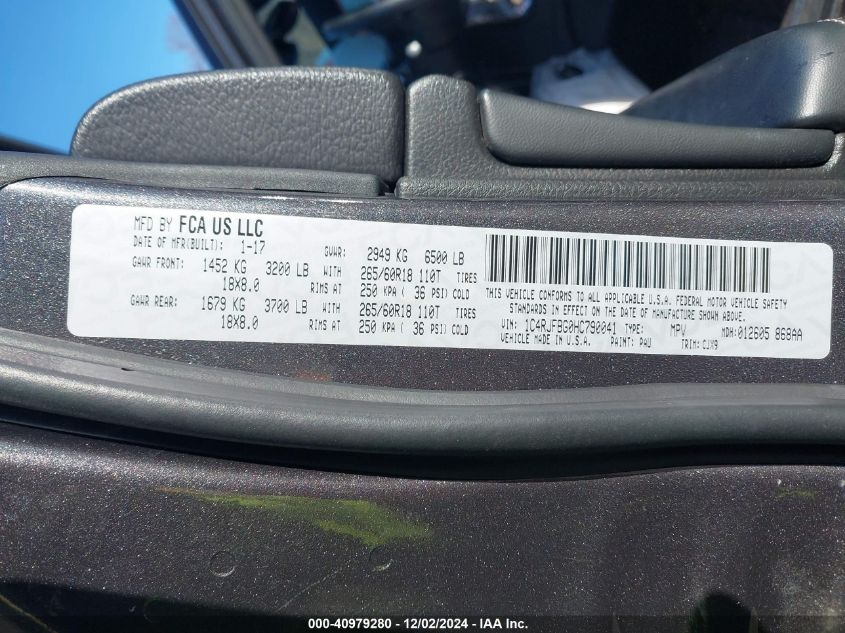 MFD BY FCA US LLC
DATE OF MFR(BUILT): 1-17 GVWR: 2949 KG 6500 LB
GAWR FRONT: 1452 KG 3200 LB WITH 265/60R18 110T TIRES
18X8.0 RIMS AT 250 KPA ( 36 PSI) COLD
GAWR REAR: 1679 KG 3700 LB WITH 265/60R18 110T TIRES
18X8.0 RIMS AT 250 KPA ( 36 PSI) COLD
THIS VEHICLE CONFORMS TO ALL APPLICABLE U.S.A. FEDERAL MOTOR VEHICLE SAFETY
STANDARDS IN EFFECT ON THE DATE OF MANUFACTURE SHOWN ABOVE.
VIN: 1C4RJFBG0HC790041 TYPE: MPV MDH: 012605 868AA
VEHICLE MADE IN U.S.A. PAINT: PAU TRIM: CJX9
000-40979280 - 12/02/2024 - IAA Inc.